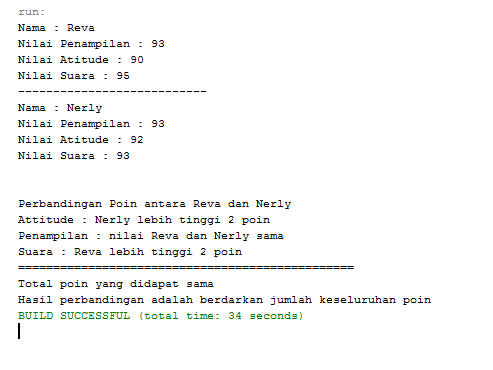 run:
Nama : Reva
Nilai Penampilan : 93
Nilai Atitude : 90
Nilai Suara : 95
---------------------------
Nama : Nerly
Nilai Penampilan : 93
Nilai Atitude : 92
Nilai Suara : 93
Perbandingan Poin antara Reva dan Nerly
Attitude : Nerly lebih tinggi 2 poin
Penampilan : nilai Reva dan Nerly sama
Suara : Reva lebih tinggi 2 poin
================================================
Total poin yang didapat sama
Hasil perbandingan adalah berdarkan jumlah keseluruhan poin
BUILD SUCCESSFUL (total time: 34 seconds)